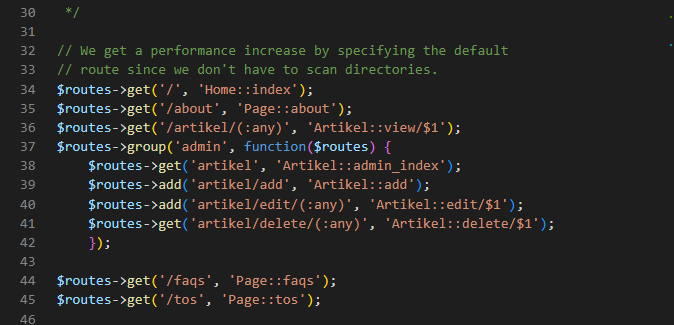 30 */
31
32 // We get a performance increase by specifying the default
33 // route since we don't have to scan directories.
34 $routes->get('/', 'Home::index');
35 $routes->get('/about', 'Page::about');
36 $routes->get('/artikel/(:any)', 'Artikel::view/$1');
37 $routes->group('admin', function($routes) {
38 $routes->get('artikel', 'Artikel::admin_index');
39 $routes->add('artikel/add', 'Artikel::add');
40 $routes->add('artikel/edit/(:any)', 'Artikel::edit/$1');
41 $routes->get('artikel/delete/(:any)', 'Artikel::delete/$1');
42 });
43
44 $routes->get('/faqs', 'Page::faqs');
45 $routes->get('/tos', 'Page::tos');
46